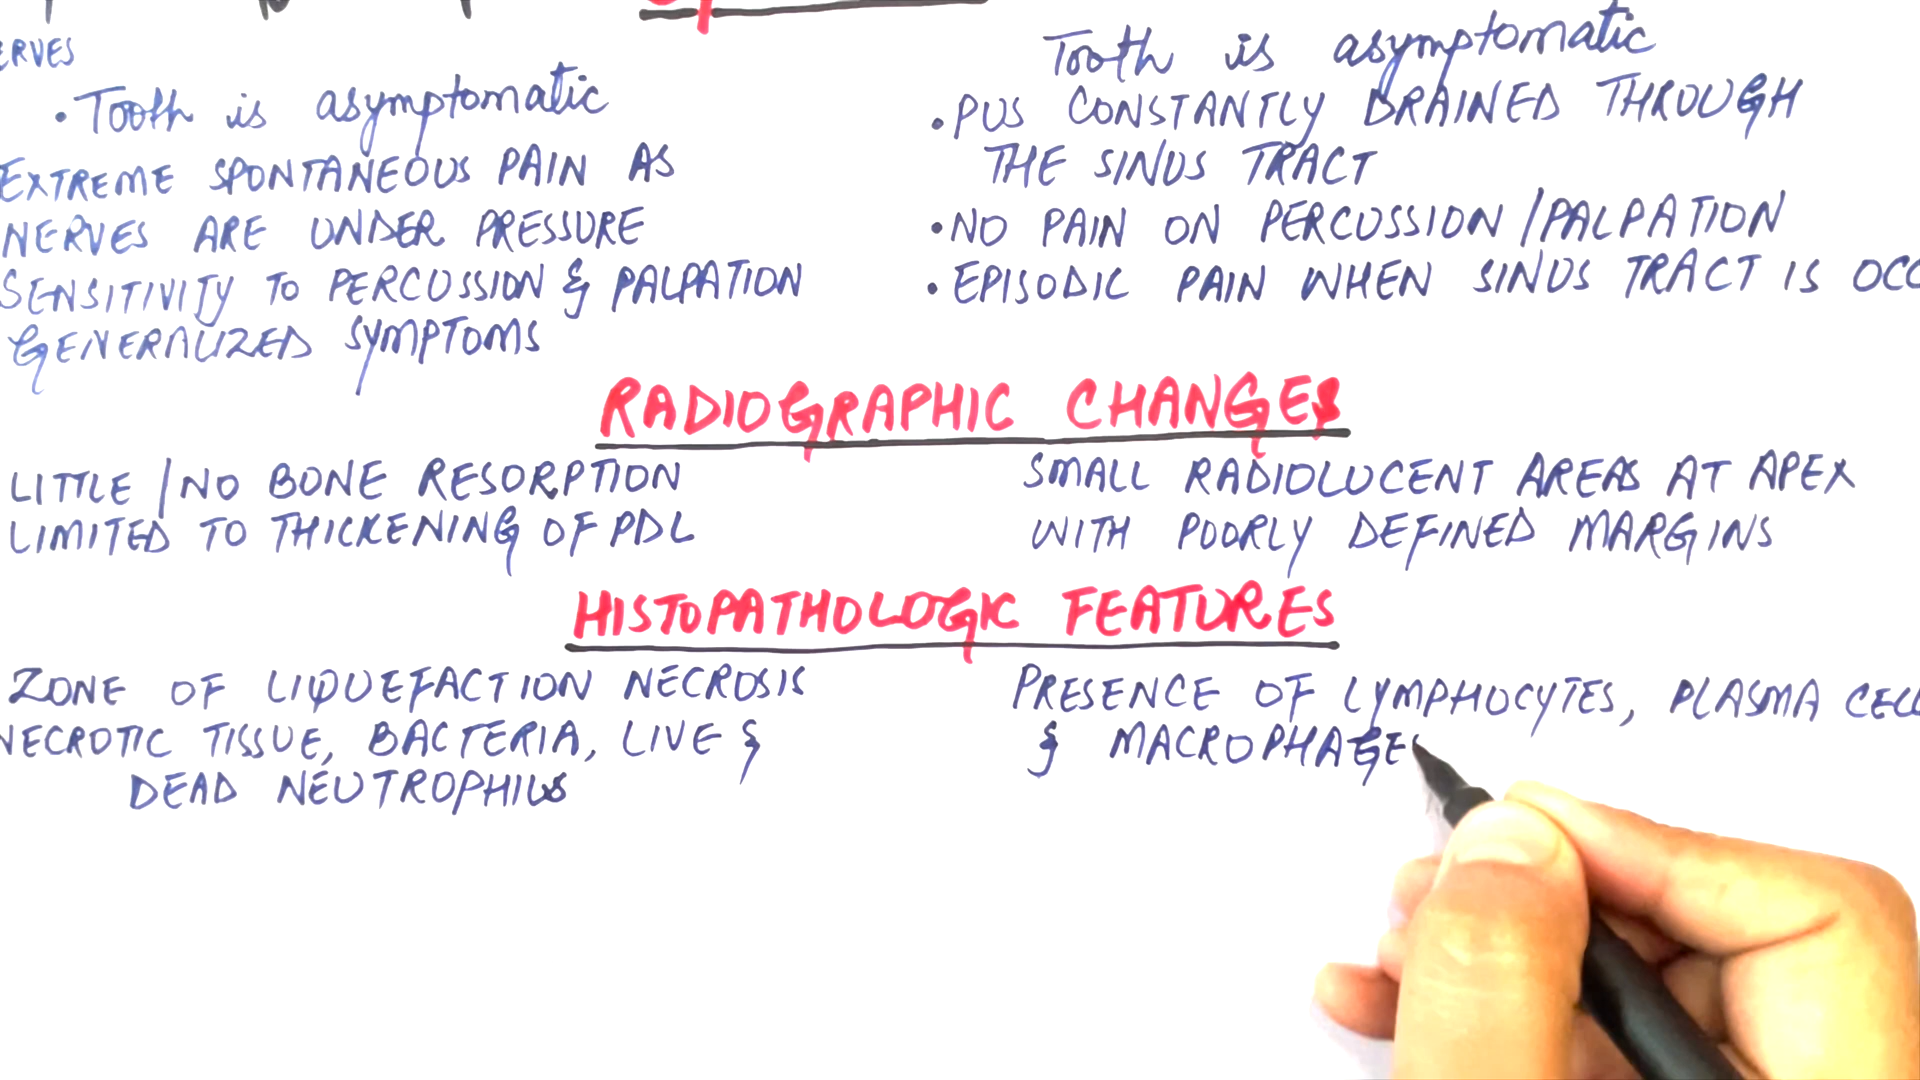 ERVES
• Tooth is asymptomatic
EXTREME SPONTANEOUS PAIN AS
NERVES ARE UNDER PRESSURE
SENSITIVITY TO PERCUSSION & PALPATION
GENERALIZED SYMPTOMS
Tooth is asymptomatic
• PUS CONSTANTLY DRAINED THROUGH
THE SINUS TRACT
• NO PAIN ON PERCUSSION / PALPATION
• EPISODIC PAIN WHEN SINUS TRACT IS OCC
RADIOGRAPHIC CHANGES
LITTLE / NO BONE RESORPTION
LIMITED TO THICKENING OF PDL
SMALL RADIOLUCENT AREAS AT APEX
WITH POORLY DEFINED MARGINS
HISTOPATHOLOGIC FEATURES
ZONE OF LIQUEFACTION NECROSIS
NECROTIC TISSUE, BACTERIA, LIVE &
DEAD NEUTROPHILS
PRESENCE OF LYMPHOCYTES, PLASMA CELL
& MACROPHAGES